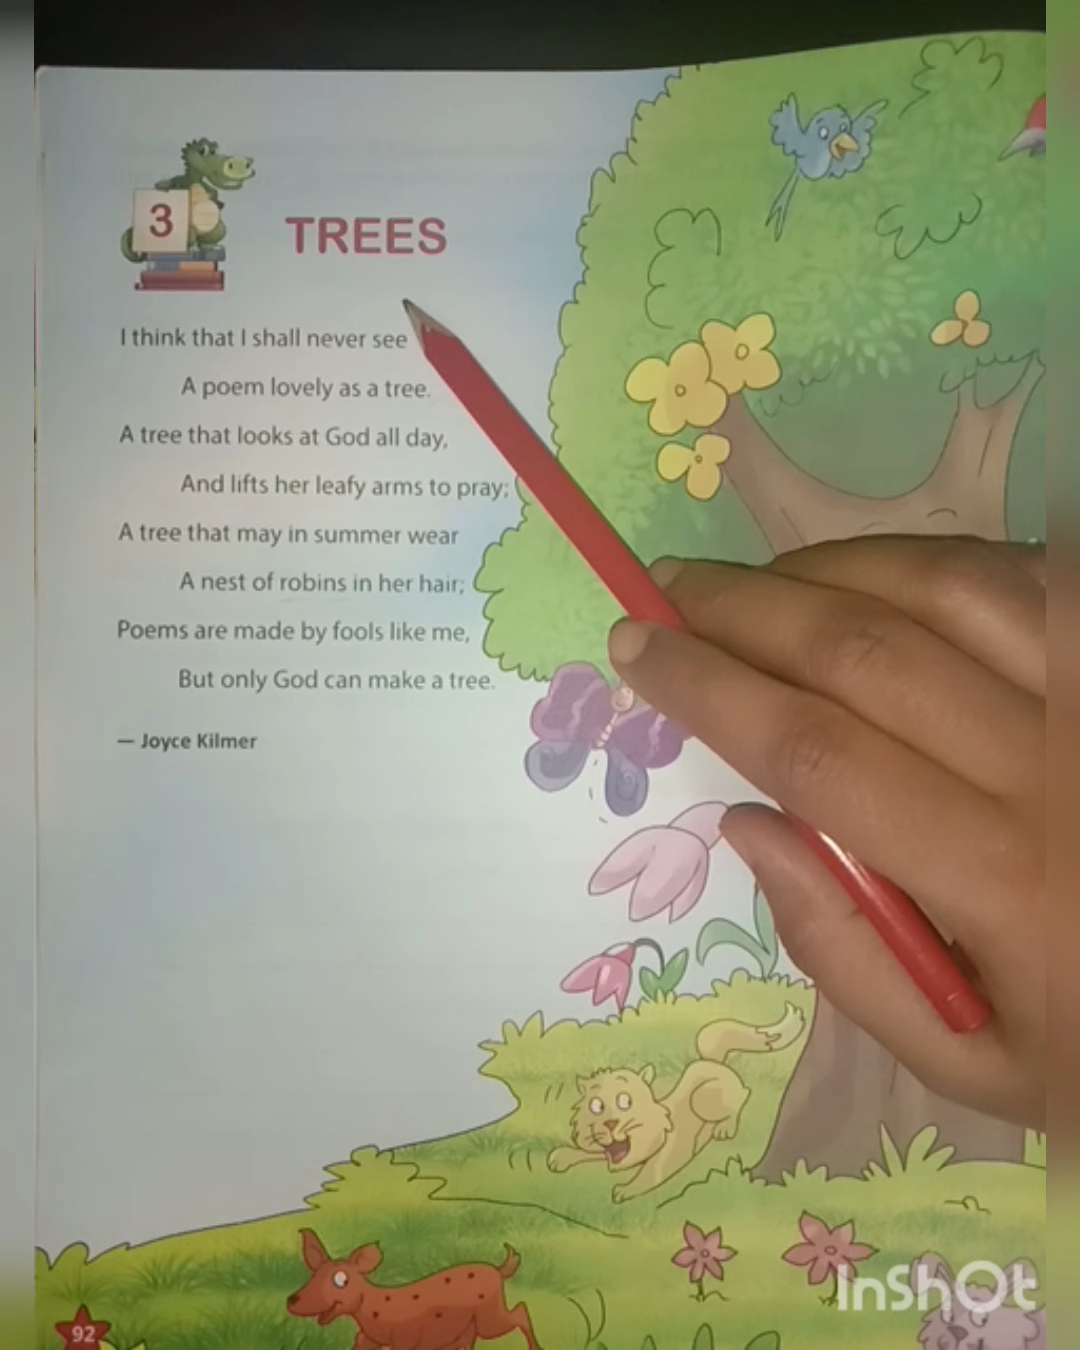 3
TREES
I think that I shall never see
A poem lovely as a tree.
A tree that looks at God all day,
And lifts her leafy arms to pray;
A tree that may in summer wear
A nest of robins in her hair;
Poems are made by fools like me,
But only God can make a tree.
— Joyce Kilmer
InShOt
92